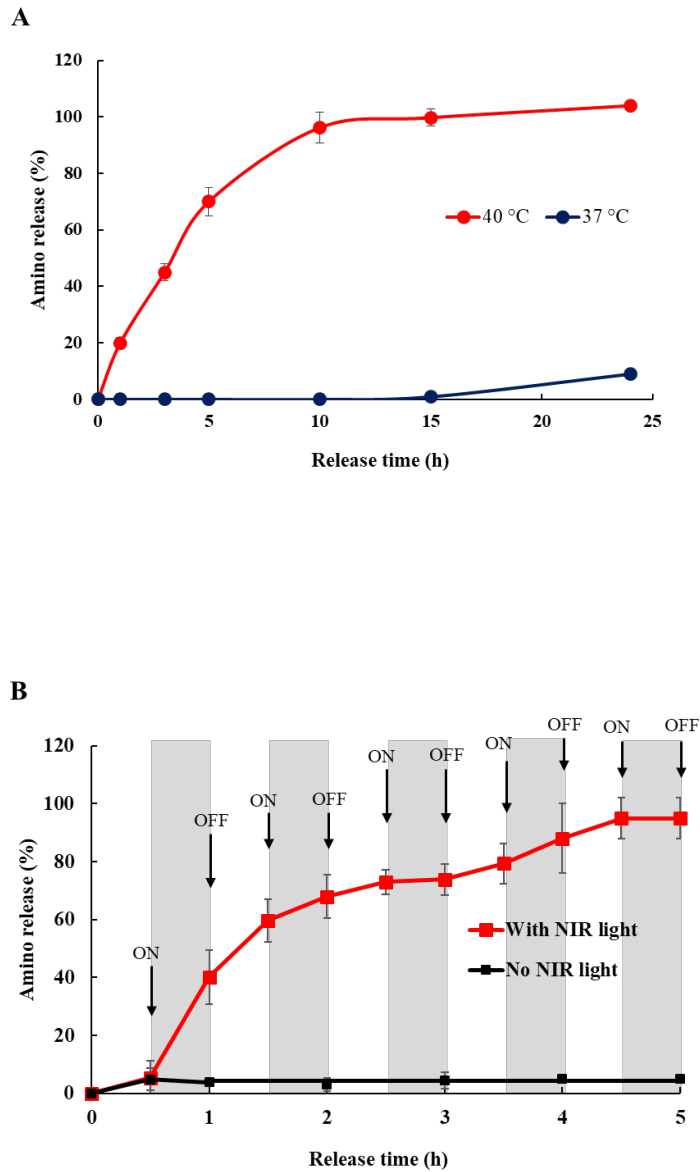 A
120
100
80
60
40
20
0
Amino release (%)
40 °C 37 °C
0 5 10 15 20 25
Release time (h)
B
120
100
80
60
40
20
0
Amino release (%)
ON OFF ON OFF ON OFF ON OFF ON OFF
With NIR light
No NIR light
0 1 2 3 4 5
Release time (h)